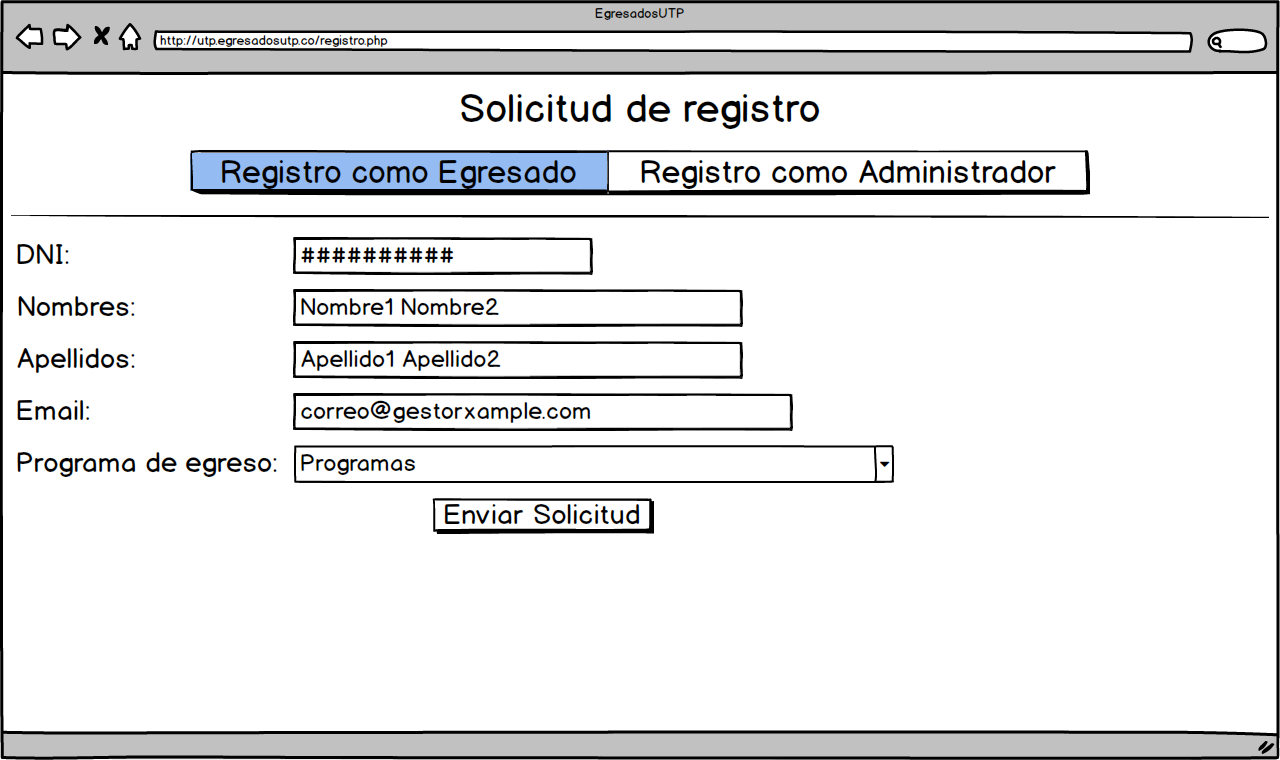 EgresadosUTP
http://utp.egresadosutp.co/registro.php
Solicitud de registro
Registro como Egresado Registro como Administrador
DNI: ##########
Nombres: Nombre1 Nombre2
Apellidos: Apellido1 Apellido2
Email: correo@gestorxample.com
Programa de egreso: Programas
Enviar Solicitud